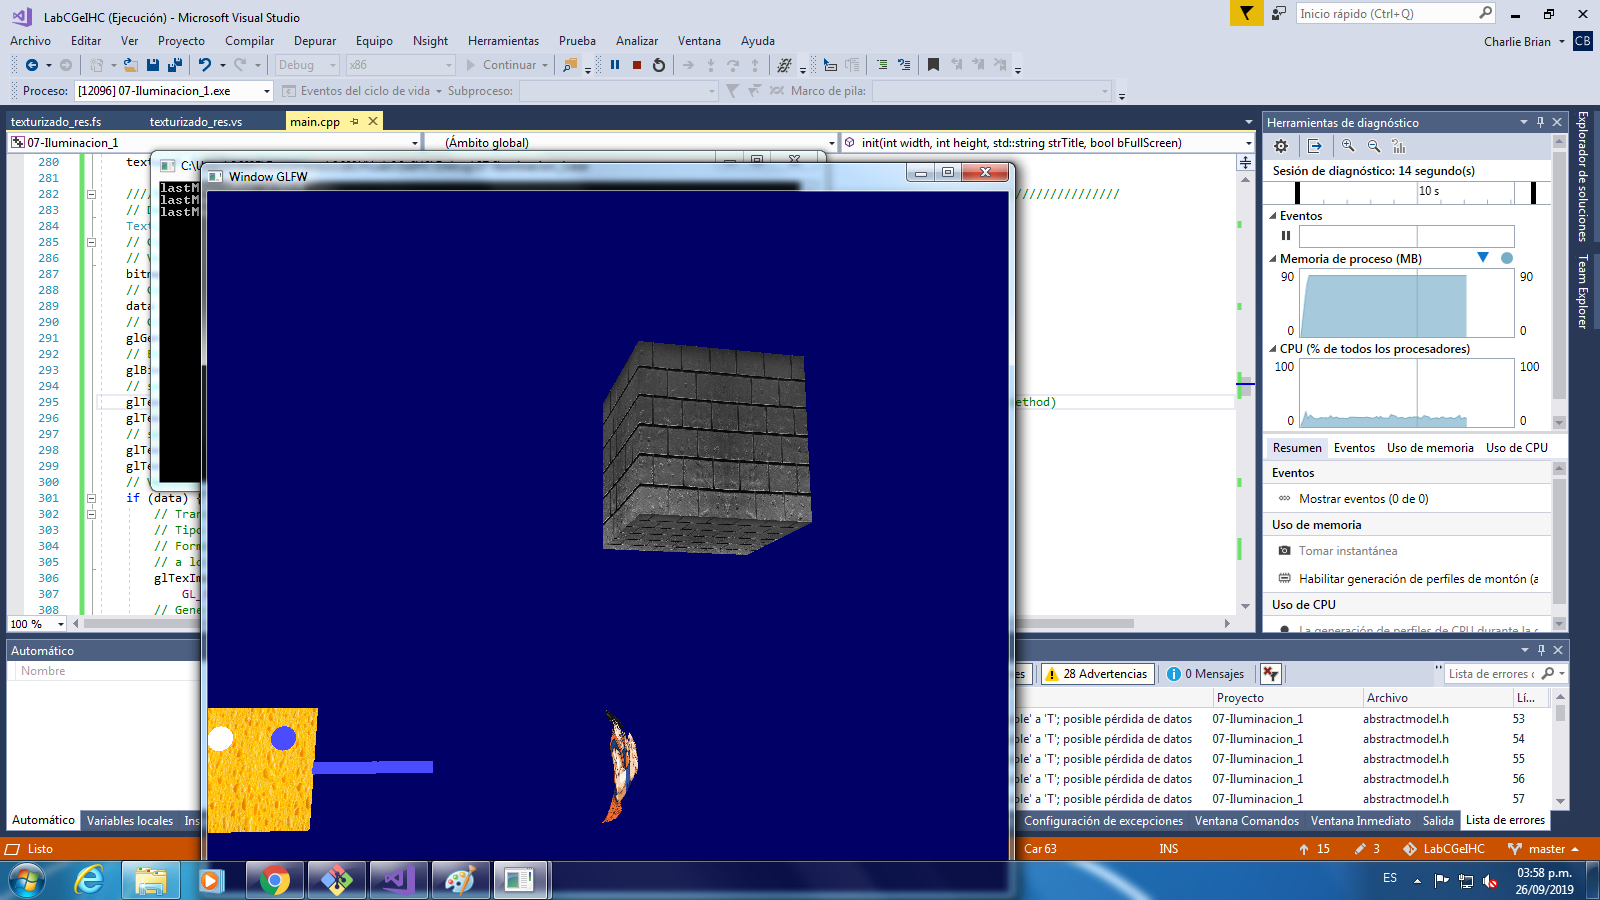 LabCGeIHC (Ejecución) - Microsoft Visual Studio
Inicio rápido (Ctrl+Q)
Archivo Editar Ver Proyecto Compilar Depurar Equipo Nsight Herramientas Prueba Analizar Ventana Ayuda
Charlie Brian CB
Debug x86 Continuar
Proceso: [12096] 07-Iluminacion_1.exe Eventos del ciclo de vida Subproceso: Marco de pila:
texturizado_res.fs texturizado_res.vs main.cpp
07-Iluminacion_1 (Ámbito global) init(int width, int height, std::string strTitle, bool bFullScreen)
280 text
281
282
283 // D
284 Text
285 // C
286 // V
287 bitm
288 // C
289 data
290 // C
291 glGe
292 // E
293 glBi
294 // s
295 glTe ethod)
296 glTe
297 // s
298 glTe
299 glTe
300 // V
301 if (data) {
302 // Tran
303 // Tipo
304 // Form
305 // a lo
306 glTexIm
307 GL_
308 // Gene
100 %
C:\U
lastM
lastM
lastM
Window GLFW
Herramientas de diagnóstico
Sesión de diagnóstico: 14 segundo(s)
10 s
Eventos
Memoria de proceso (MB)
90 90
0 0
CPU (% de todos los procesadores)
100 100
0 0
Resumen Eventos Uso de memoria Uso de CPU
Eventos
Mostrar eventos (0 de 0)
Uso de memoria
Tomar instantánea
Habilitar generación de perfiles de montón (a
Uso de CPU
La generación de perfiles de CPU durante la
Explorador de soluciones
Team Explorer
Automático
Nombre
Automático Variables locales Ins
es 28 Advertencias 0 Mensajes Lista de errores
Proyecto Archivo Lí...
ble' a 'T'; posible pérdida de datos 07-Iluminacion_1 abstractmodel.h 53
ble' a 'T'; posible pérdida de datos 07-Iluminacion_1 abstractmodel.h 54
ble' a 'T'; posible pérdida de datos 07-Iluminacion_1 abstractmodel.h 55
ble' a 'T'; posible pérdida de datos 07-Iluminacion_1 abstractmodel.h 56
ble' a 'T'; posible pérdida de datos 07-Iluminacion_1 abstractmodel.h 57
Configuración de excepciones Ventana Comandos Ventana Inmediato Salida Lista de errores
Listo Car 63 INS 15 3 LabCGeIHC master
ES 03:58 p.m.
26/09/2019